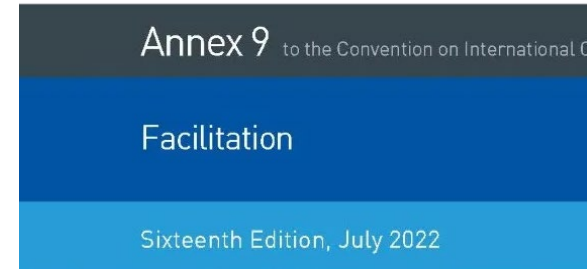 Annex 9 to the Convention on International
Facilitation
Sixteenth Edition, July 2022